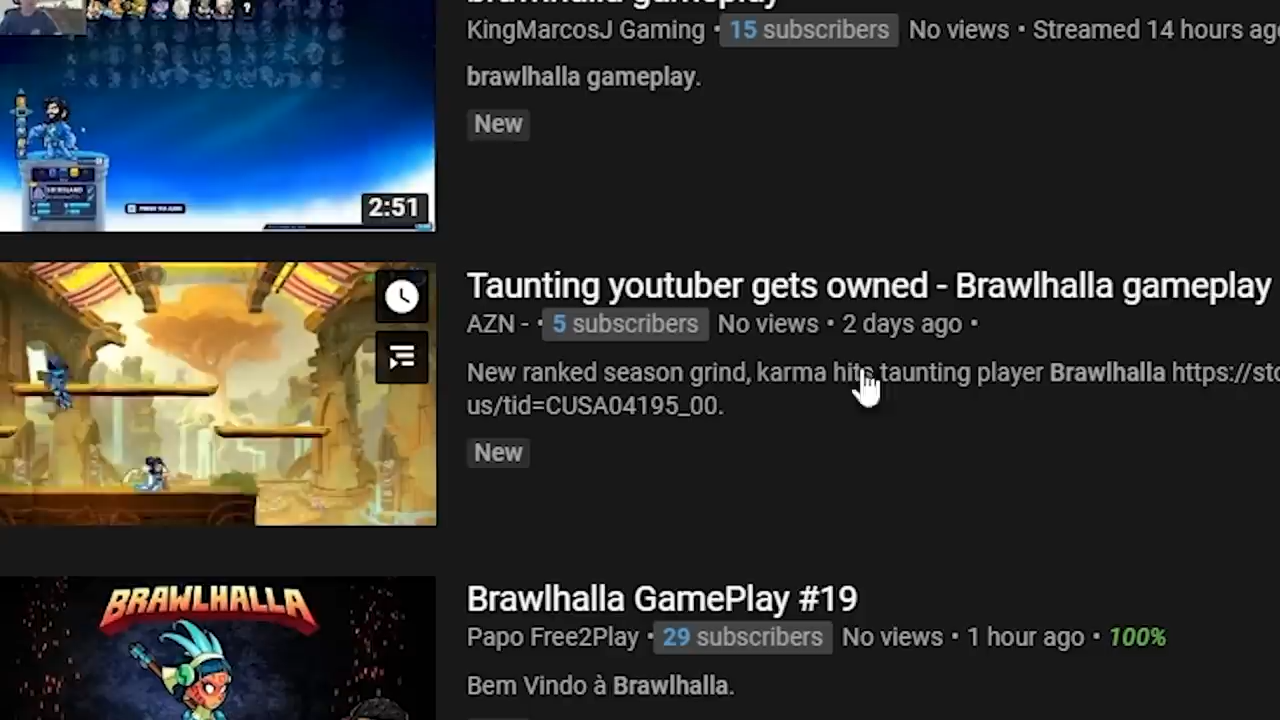 brawlhalla gameplay
KingMarcosJ Gaming • 15 subscribers No views • Streamed 14 hours ago
brawlhalla gameplay.
New
2:51
Taunting youtuber gets owned - Brawlhalla gameplay
AZN - • 5 subscribers No views • 2 days ago •
New ranked season grind, karma hits taunting player Brawlhalla https://sto
us/tid=CUSA04195_00.
New
BRAWLHALLA
Brawlhalla GamePlay #19
Papo Free2Play • 29 subscribers No views • 1 hour ago • 100%
Bem Vindo à Brawlhalla.